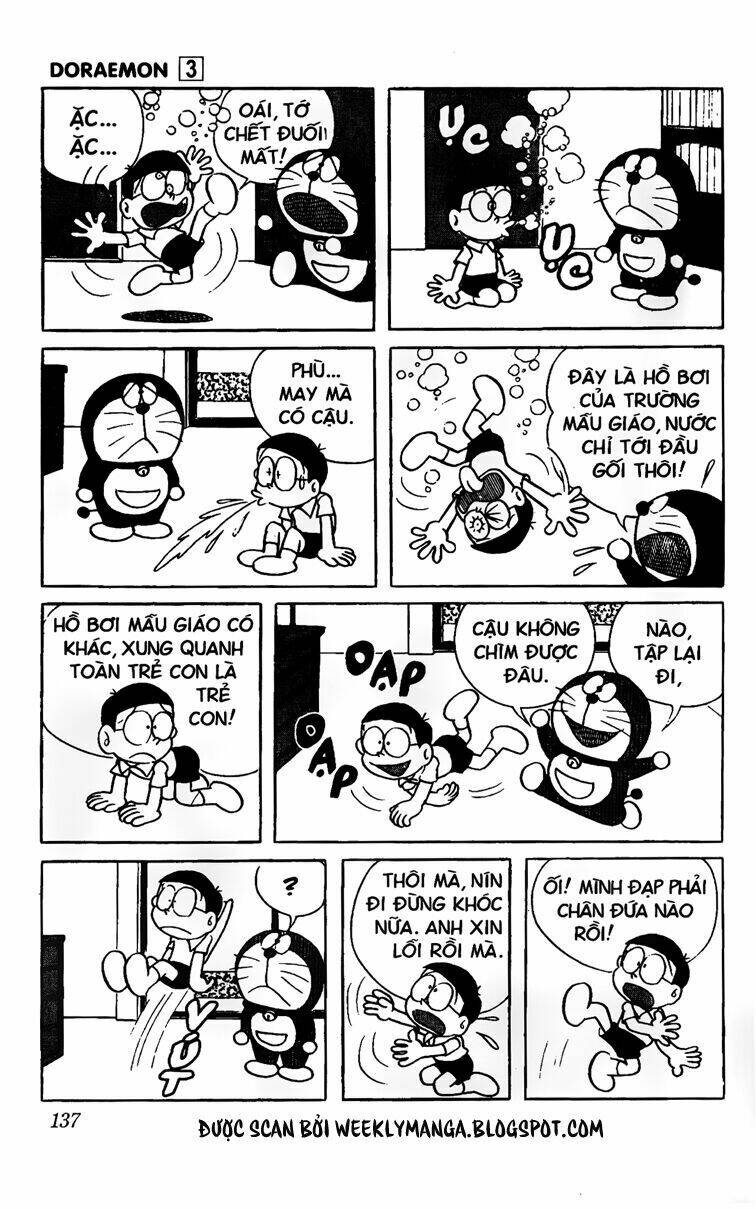 DORAEMON 3
ỤC
ỤC
OÁI, TỚ
CHẾT ĐUỐI
MẤT!
ẶC...
ẶC...
ĐÂY LÀ HỒ BƠI
CỦA TRƯỜNG
MẪU GIÁO, NƯỚC
CHỈ TỚI ĐẦU
GỐI THÔI!
PHÙ...
MAY MÀ
CÓ CẬU.
NÀO,
TẬP LẠI
ĐI,
CẬU KHÔNG
CHÌM ĐƯỢC
ĐÂU.
OẠP
OẠP
HỒ BƠI MẪU GIÁO CÓ
KHÁC, XUNG QUANH
TOÀN TRẺ CON LÀ
TRẺ
CON!
ỐI! MÌNH ĐẠP PHẢI
CHÂN ĐỨA NÀO
RỒI!
THÔI MÀ, NÍN
ĐI ĐỪNG KHÓC
NỮA. ANH XIN
LỖI RỒI MÀ.
?
VÚT
137
ĐƯỢC SCAN BỞI WEEKLYMANGA.BLOGSPOT.COM